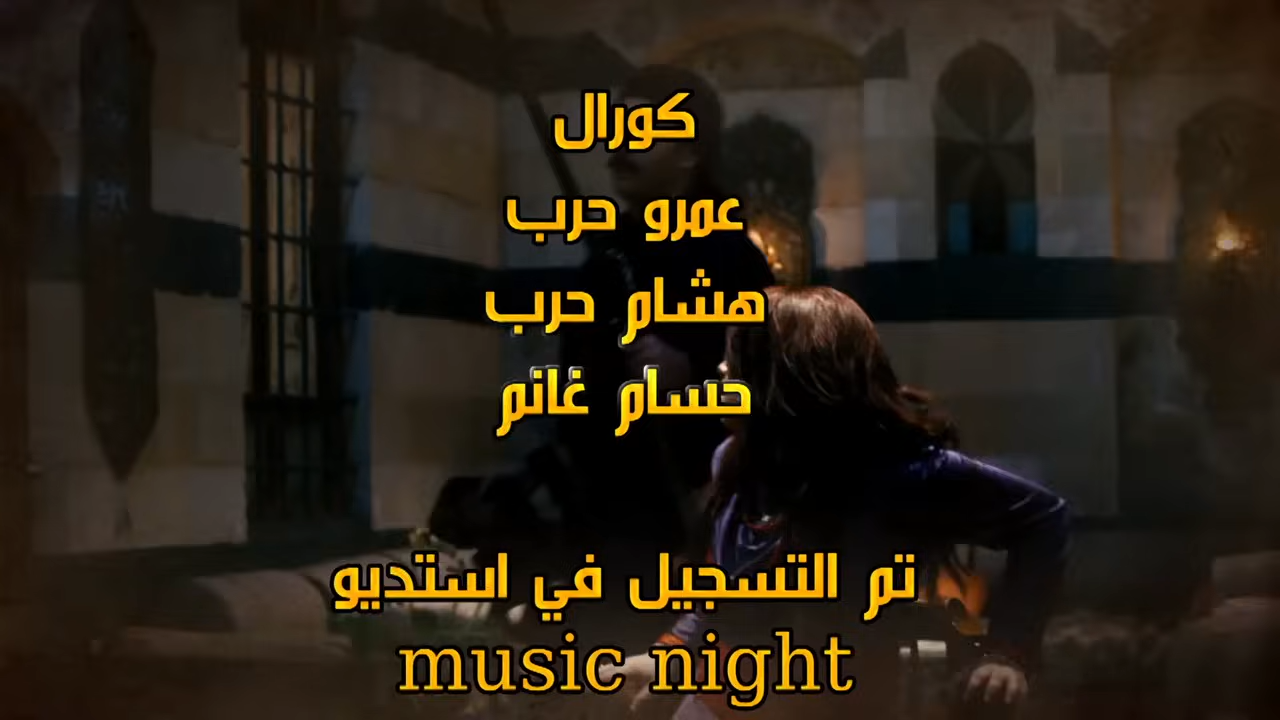 كورال
عمرو حرب
هشام حرب
حسام غانم
تم التسجيل في استديو
music night